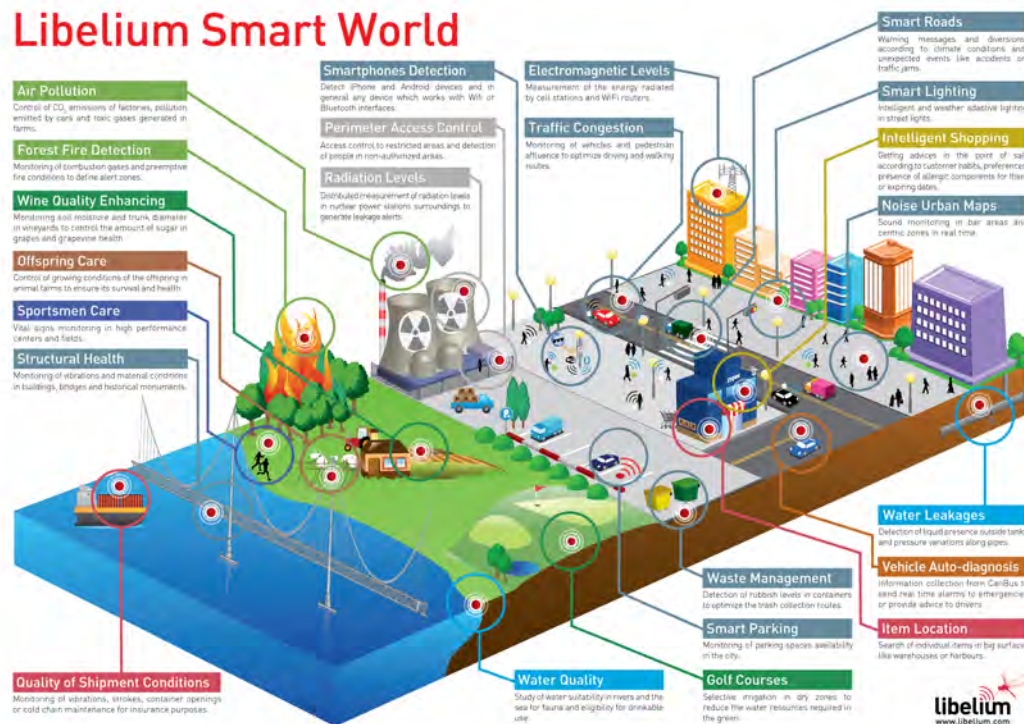 Libelium Smart World
Air Pollution
Control of CO₂ emissions of factories, pollution
emitted by cars and toxic gases generated in
farms.
Forest Fire Detection
Monitoring of combustion gases and preemptive
fire conditions to define alert zones.
Wine Quality Enhancing
Monitoring soil moisture and trunk diameter
in vineyards to control the amount of sugar in
grapes and grapevine health.
Offspring Care
Control of growing conditions of the offspring in
animal farms to ensure its survival and health.
Sportsmen Care
Vital signs monitoring in high performance
centers and fields.
Structural Health
Monitoring of vibrations and material conditions
in buildings, bridges and historical monuments.
Quality of Shipment Conditions
Monitoring of vibrations, strokes, container openings
or cold chain maintenance for insurance purposes.
Smartphones Detection
Detect iPhone and Android devices and in
general any device which works with Wifi or
Bluetooth interfaces.
Perimeter Access Control
Access control to restricted areas and detection
of people in non-authorized areas.
Radiation Levels
Distributed measurement of radiation levels
in nuclear power stations surroundings to
generate leakage alerts.
Electromagnetic Levels
Measurement of the energy radiated
by cell stations and WiFi routers.
Traffic Congestion
Monitoring of vehicles and pedestrian
affluence to optimize driving and walking
routes.
Smart Roads
Warning messages and diversions
according to climate conditions and
unexpected events like accidents or
traffic jams.
Smart Lighting
Intelligent and weather adaptive lighting
in street lights.
Intelligent Shopping
Getting advices in the point of sale
according to customer habits, preferences,
presence of allergic components for them
or expiring dates.
Noise Urban Maps
Sound monitoring in bar areas and
centric zones in real time.
Water Leakages
Detection of liquid presence outside tanks
and pressure variations along pipes.
Vehicle Auto-diagnosis
Information collection from CanBus to
send real time alarms to emergencies
or provide advice to drivers.
Item Location
Search of individual items in big surfaces
like warehouses or harbours.
Waste Management
Detection of rubbish levels in containers
to optimize the trash collection routes.
Smart Parking
Monitoring of parking spaces availability
in the city.
Golf Courses
Selective irrigation in dry zones to
reduce the water resources required in
the green.
Water Quality
Study of water suitability in rivers and the
sea for fauna and eligibility for drinkable
use.
P
libelium
www.libelium.com